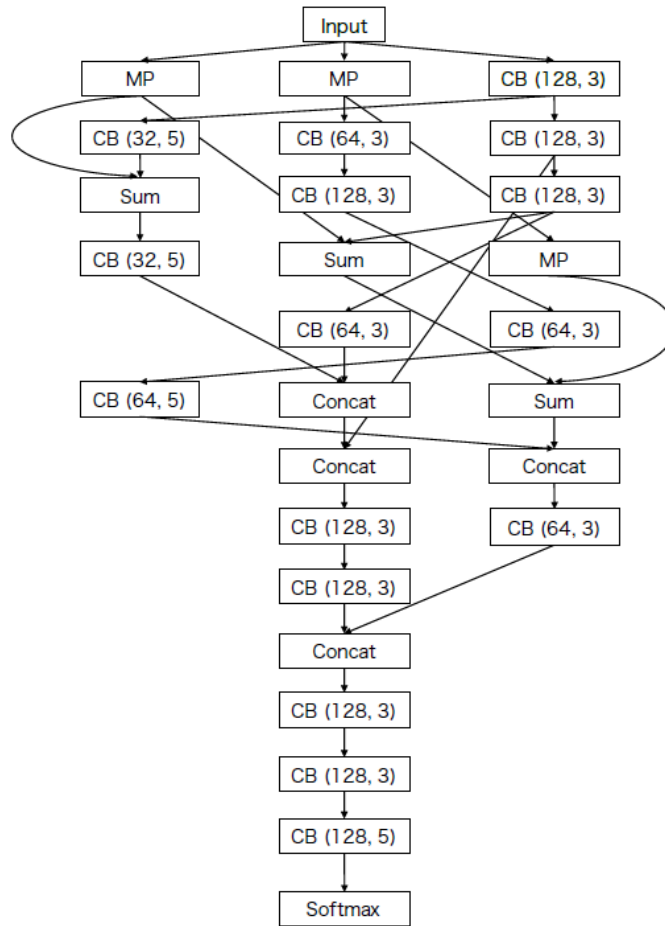 Input
MP
MP
CB (128, 3)
CB (32, 5)
CB (64, 3)
CB (128, 3)
Sum
CB (128, 3)
CB (128, 3)
CB (32, 5)
Sum
MP
CB (64, 3)
CB (64, 3)
CB (64, 5)
Concat
Sum
Concat
Concat
CB (128, 3)
CB (64, 3)
CB (128, 3)
Concat
CB (128, 3)
CB (128, 3)
CB (128, 5)
Softmax